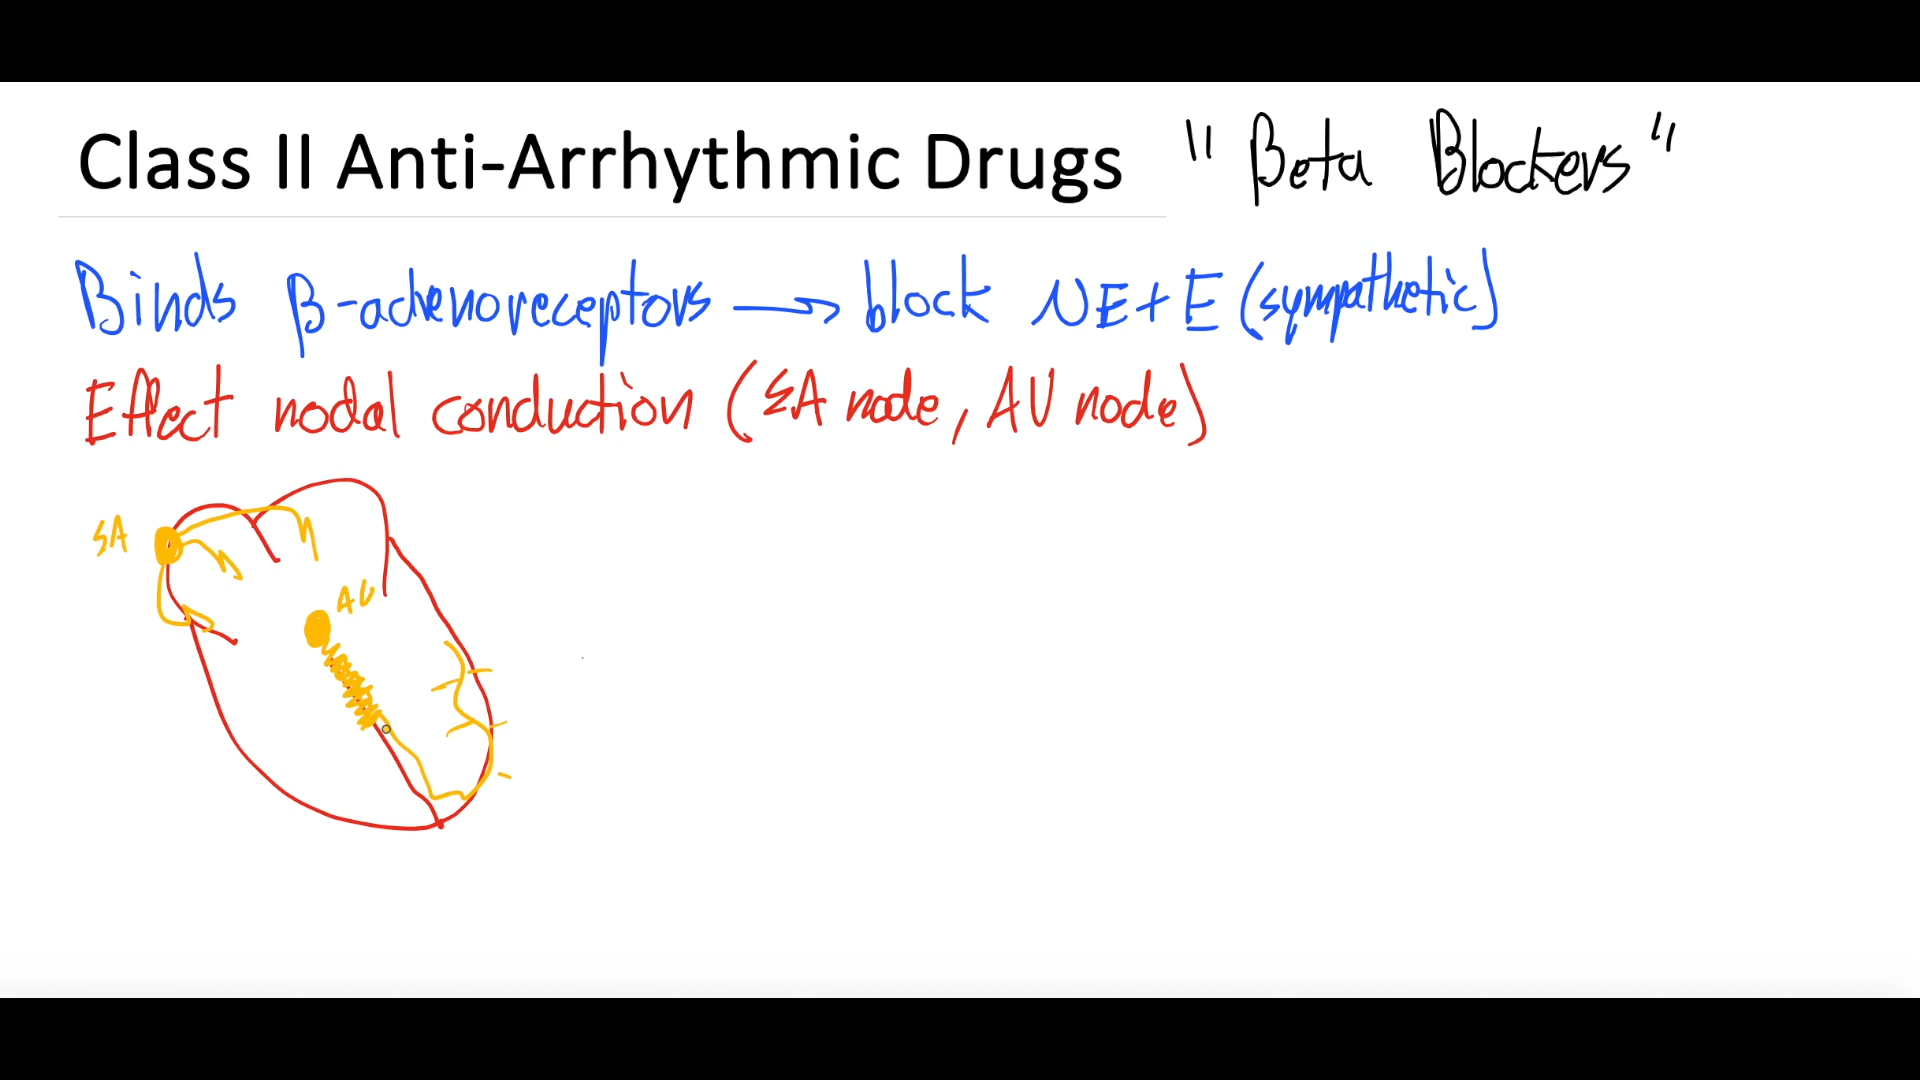 Class II Anti-Arrhythmic Drugs "Beta Blockers"
Binds β-adrenoreceptors → block NE + E (sympathetic)
Effect nodal conduction (SA node, AV node)
SA
AV